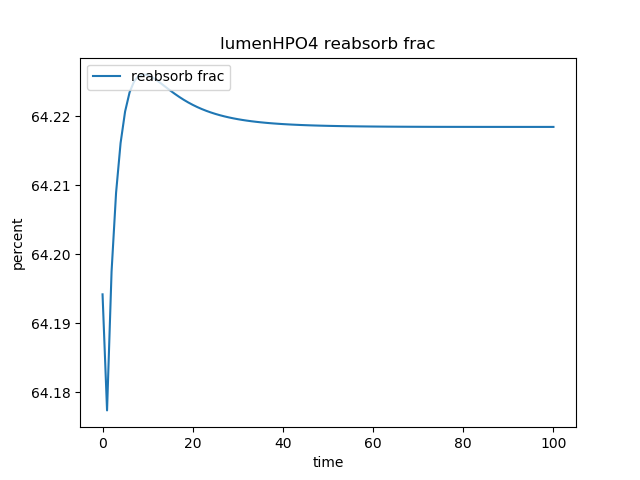 lumenHPO4 reabsorb frac
reabsorb frac
64.22
64.21
64.20
64.19
64.18
percent
0 20 40 60 80 100
time